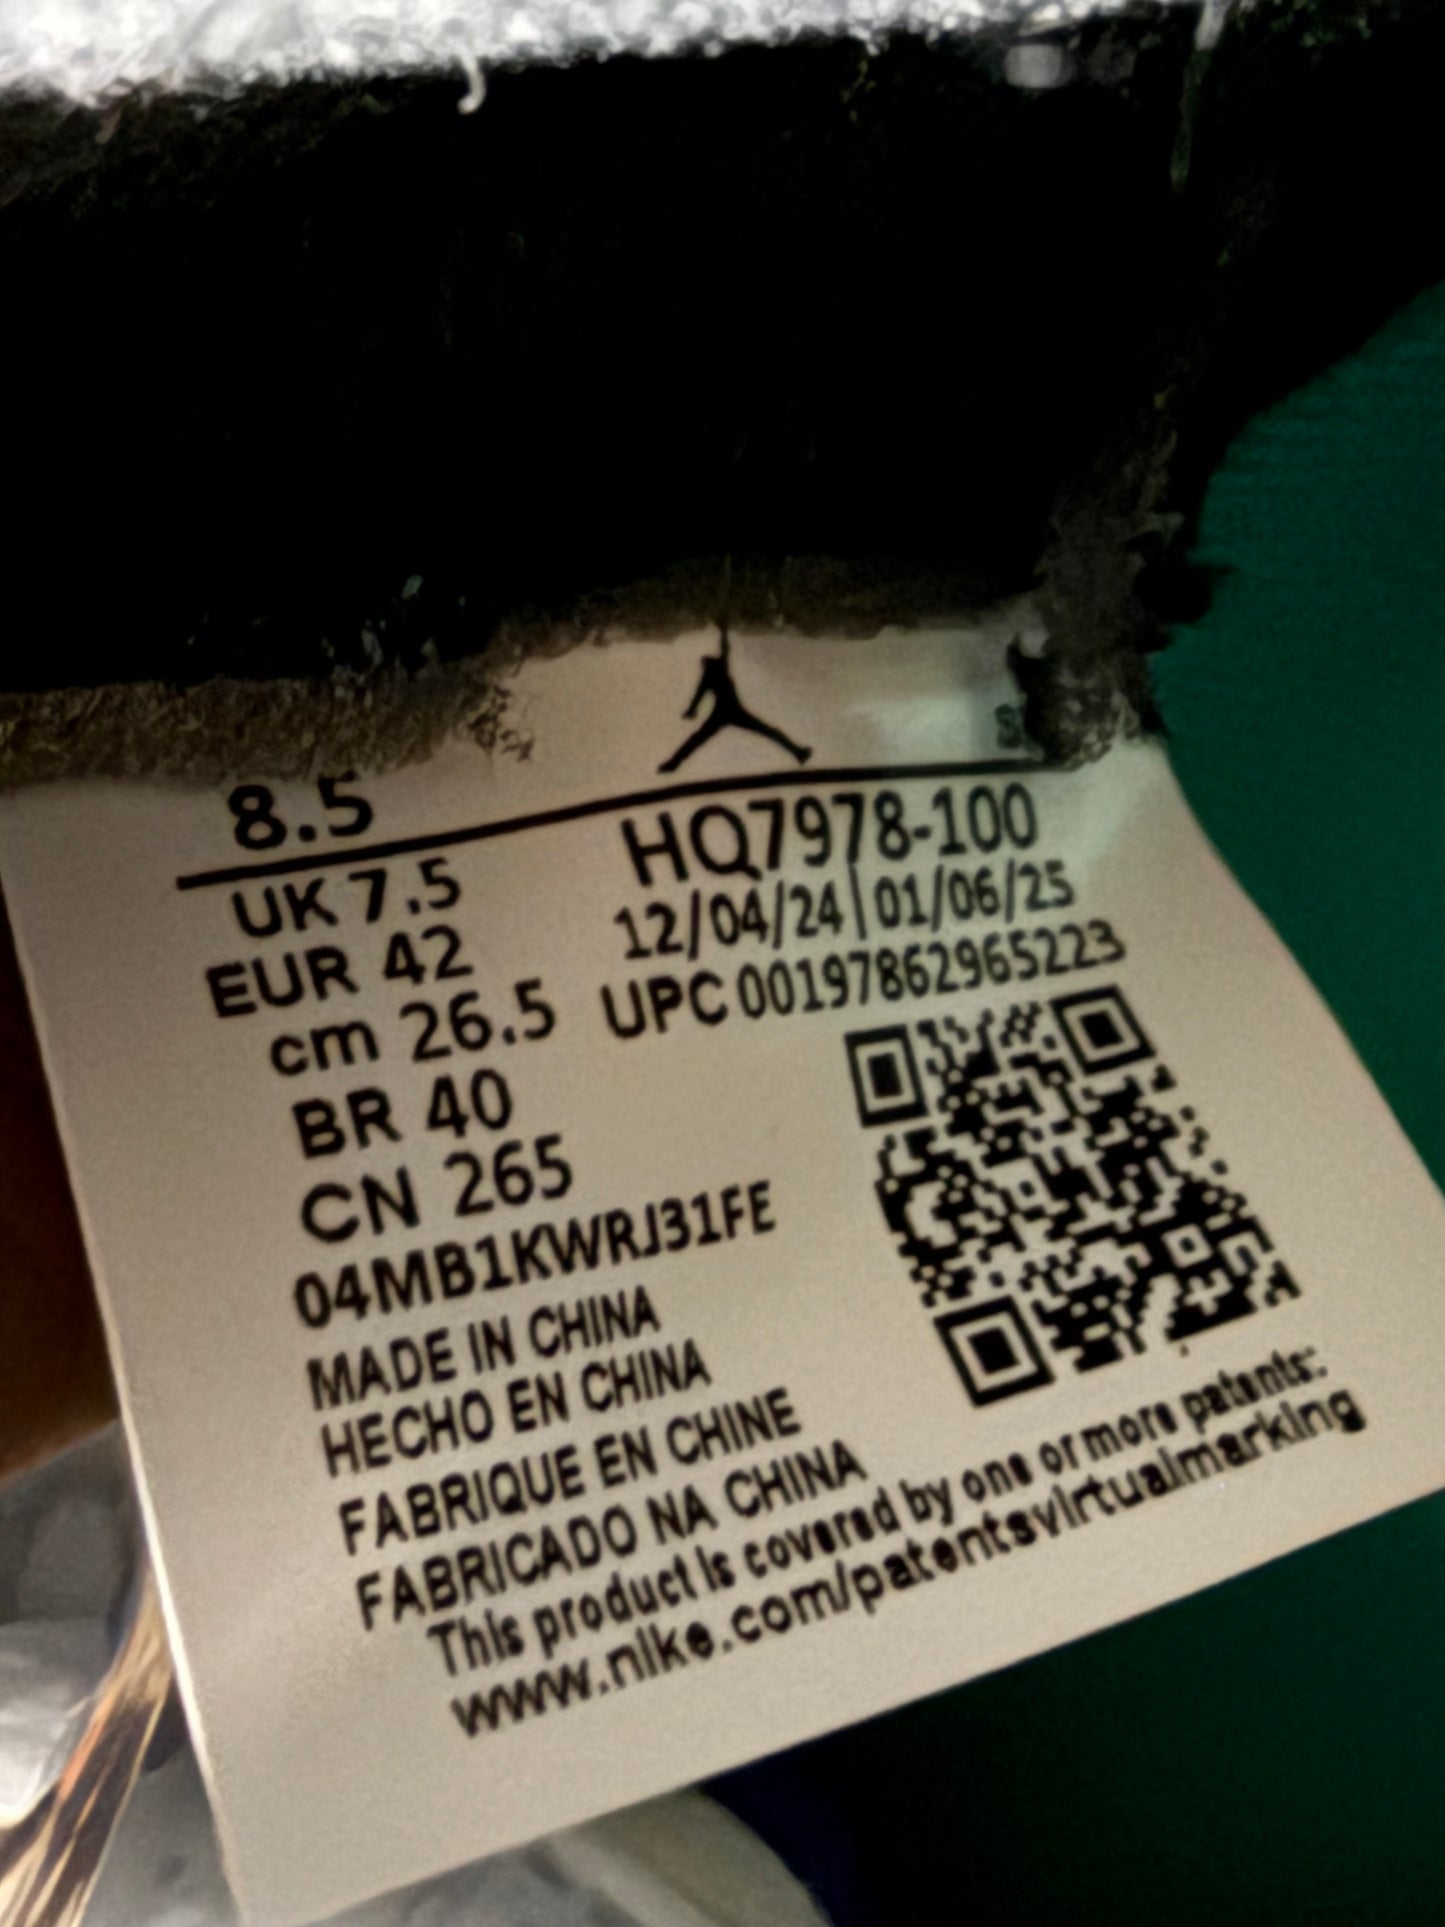 8.5
UK 7.5
EUR 42
cm 26.5
BR 40
CN 265
HQ7978-100
12/04/24|01/06/25
UPC 00197862965223
04MB1KWRJ31FE
MADE IN CHINA
HECHO EN CHINA
FABRIQUE EN CHINE
FABRICADO NA CHINA
This product is covered by one or more patents:
www.nike.com/patentsvirtualmarking